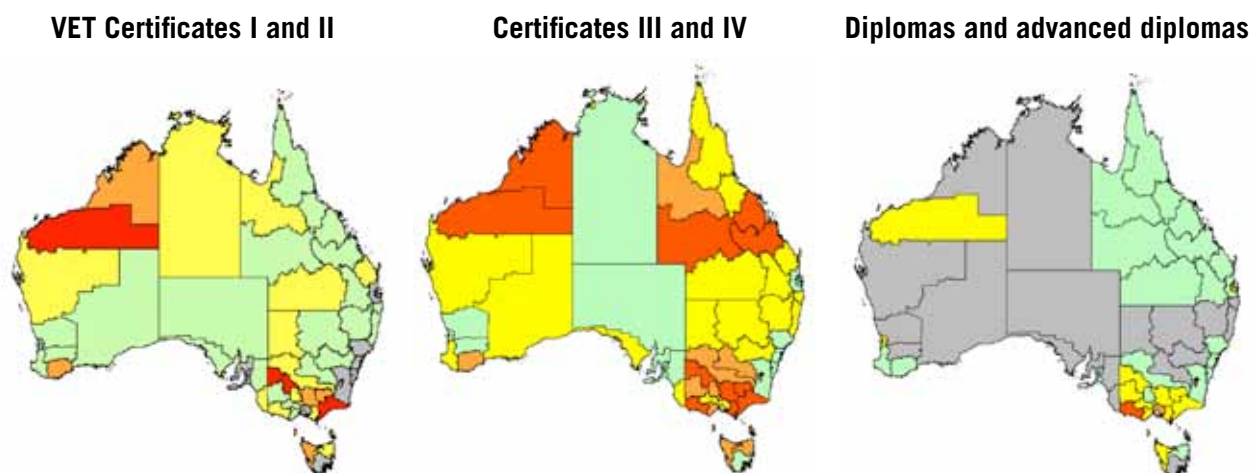 VET Certificates I and II
Certificates III and IV
Diplomas and advanced diplomas